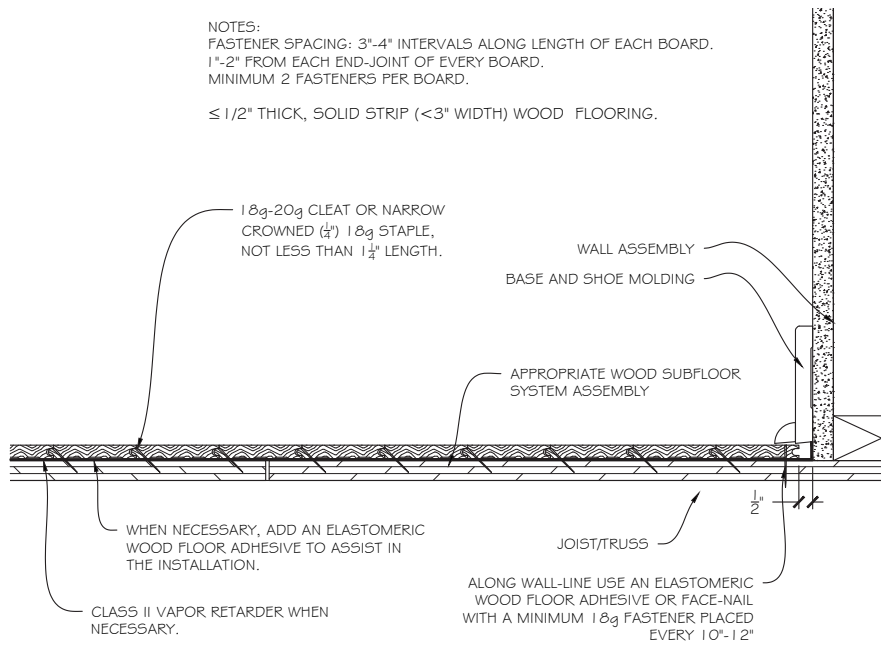 NOTES:
FASTENER SPACING: 3"-4" INTERVALS ALONG LENGTH OF EACH BOARD.
1"-2" FROM EACH END-JOINT OF EVERY BOARD.
MINIMUM 2 FASTENERS PER BOARD.
≤ 1/2" THICK, SOLID STRIP (<3" WIDTH) WOOD FLOORING.
18g-20g CLEAT OR NARROW
CROWNED (1/4") 18g STAPLE,
NOT LESS THAN 1 1/4" LENGTH.
WALL ASSEMBLY
BASE AND SHOE MOLDING
APPROPRIATE WOOD SUBFLOOR
SYSTEM ASSEMBLY
1/2"
WHEN NECESSARY, ADD AN ELASTOMERIC
WOOD FLOOR ADHESIVE TO ASSIST IN
THE INSTALLATION.
JOIST/TRUSS
ALONG WALL-LINE USE AN ELASTOMERIC
WOOD FLOOR ADHESIVE OR FACE-NAIL
WITH A MINIMUM 18g FASTENER PLACED
EVERY 10"-12"
CLASS II VAPOR RETARDER WHEN
NECESSARY.